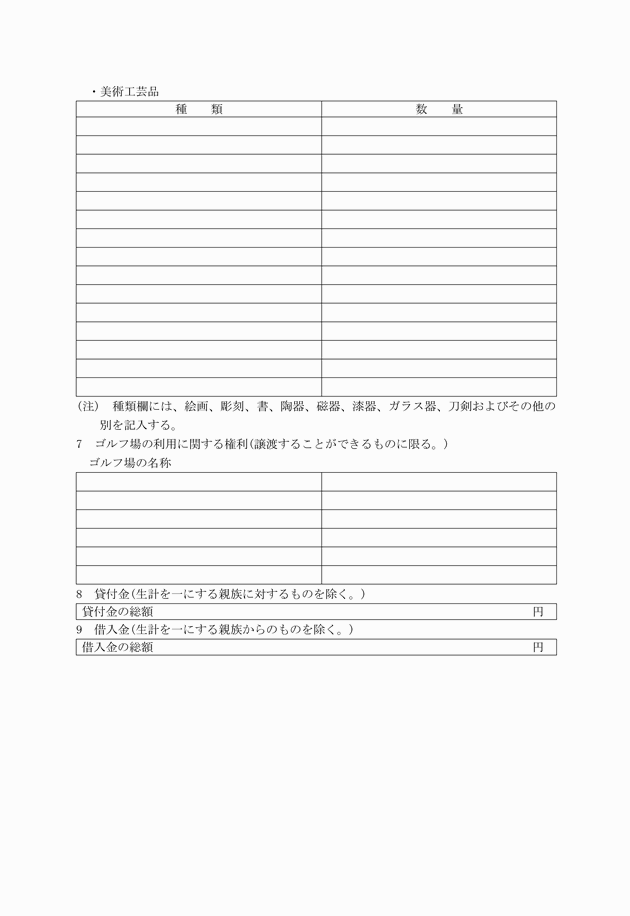 ・美術工芸品
種　　類　数　　量
(注)　種類欄には、絵画、彫刻、書、陶器、磁器、漆器、ガラス器、刀剣およびその他の
別を記入する。
7　ゴルフ場の利用に関する権利(譲渡することができるものに限る。)
ゴルフ場の名称
8　貸付金(生計を一にする親族に対するものを除く。)
貸付金の総額　円
9　借入金(生計を一にする親族からのものを除く。)
借入金の総額　円